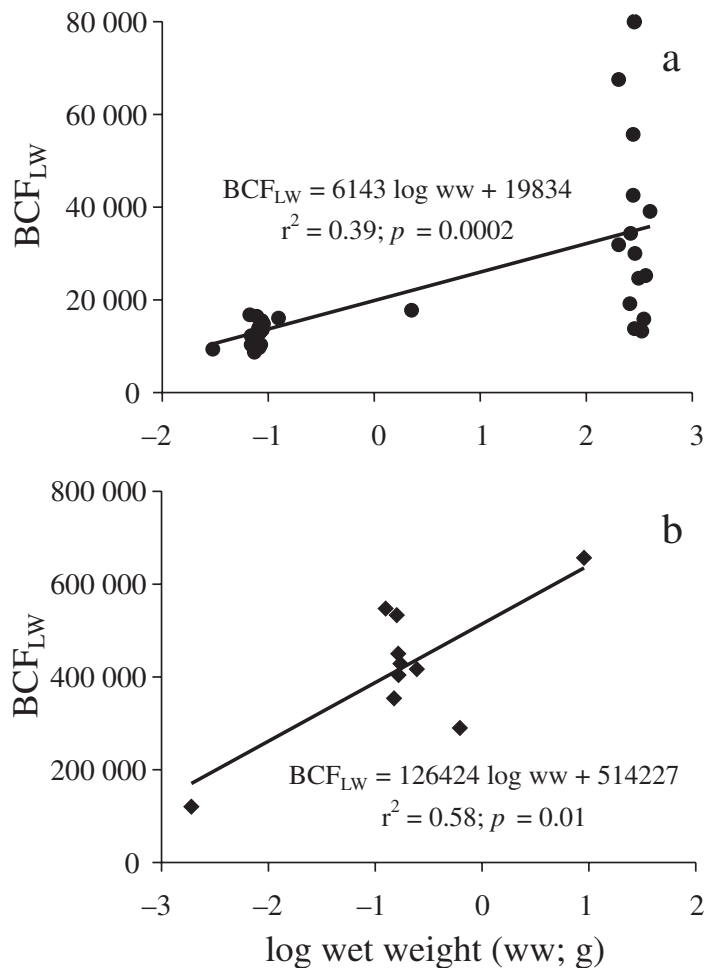 80 000
a
60 000
BCF_LW
BCF_LW = 6143 log ww + 19834
r² = 0.39; p = 0.0002
40 000
20 000
0
−2 −1 0 1 2 3
800 000
b
600 000
BCF_LW
400 000
200 000
BCF_LW = 126424 log ww + 514227
r² = 0.58; p = 0.01
0
−3 −2 −1 0 1 2
log wet weight (ww; g)